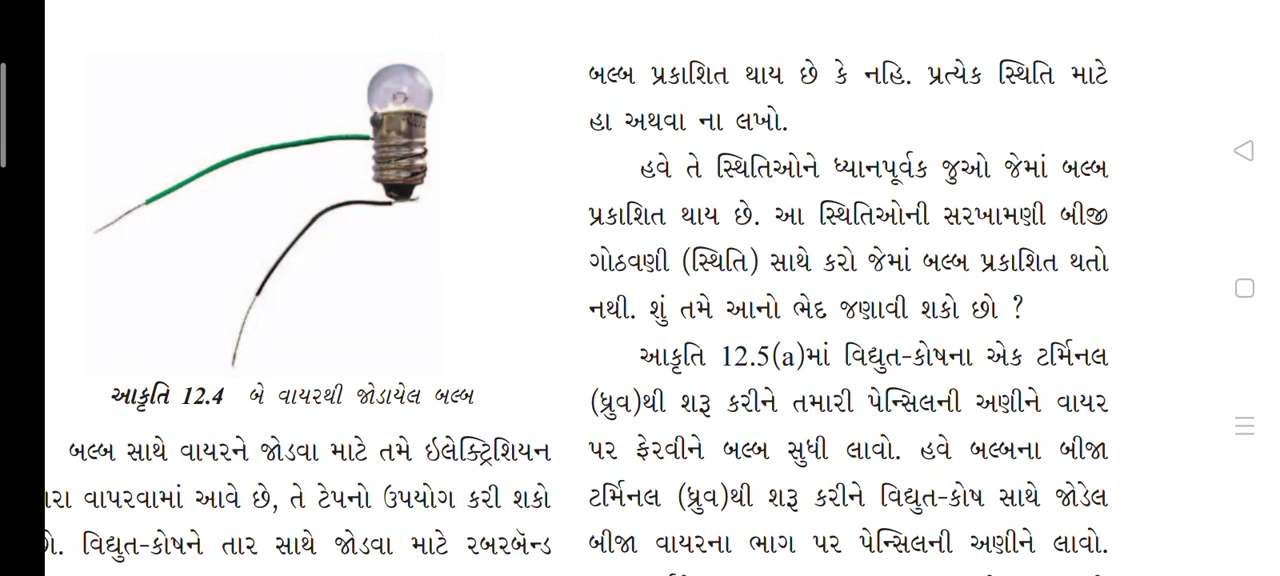 આકૃતિ 12.4 બે વાયરથી જોડાયેલ બલ્બ
બલ્બ સાથે વાયરને જોડવા માટે તમે ઇલેક્ટ્રિશિયન
વાપરવામાં આવે છે, તે ટેપનો ઉપયોગ કરી શકો
વિદ્યુત-કોષને તાર સાથે જોડવા માટે રબરબૅન્ડ
બલ્બ પ્રકાશિત થાય છે કે નહિ. પ્રત્યેક સ્થિતિ માટે
હા અથવા ના લખો.
હવે તે સ્થિતિઓને ધ્યાનપૂર્વક જુઓ જેમાં બલ્બ
પ્રકાશિત થાય છે. આ સ્થિતિઓની સરખામણી બીજી
ગોઠવણી (સ્થિતિ) સાથે કરો જેમાં બલ્બ પ્રકાશિત થતો
નથી. શું તમે આનો ભેદ જણાવી શકો છો ?
આકૃતિ 12.5(a)માં વિદ્યુત-કોષના એક ટર્મિનલ
(ધ્રુવ)થી શરૂ કરીને તમારી પેન્સિલની અણીને વાયર
પર ફેરવીને બલ્બ સુધી લાવો. હવે બલ્બના બીજા
ટર્મિનલ (ધ્રુવ)થી શરૂ કરીને વિદ્યુત-કોષ સાથે જોડેલ
બીજા વાયરના ભાગ પર પેન્સિલની અણીને લાવો.